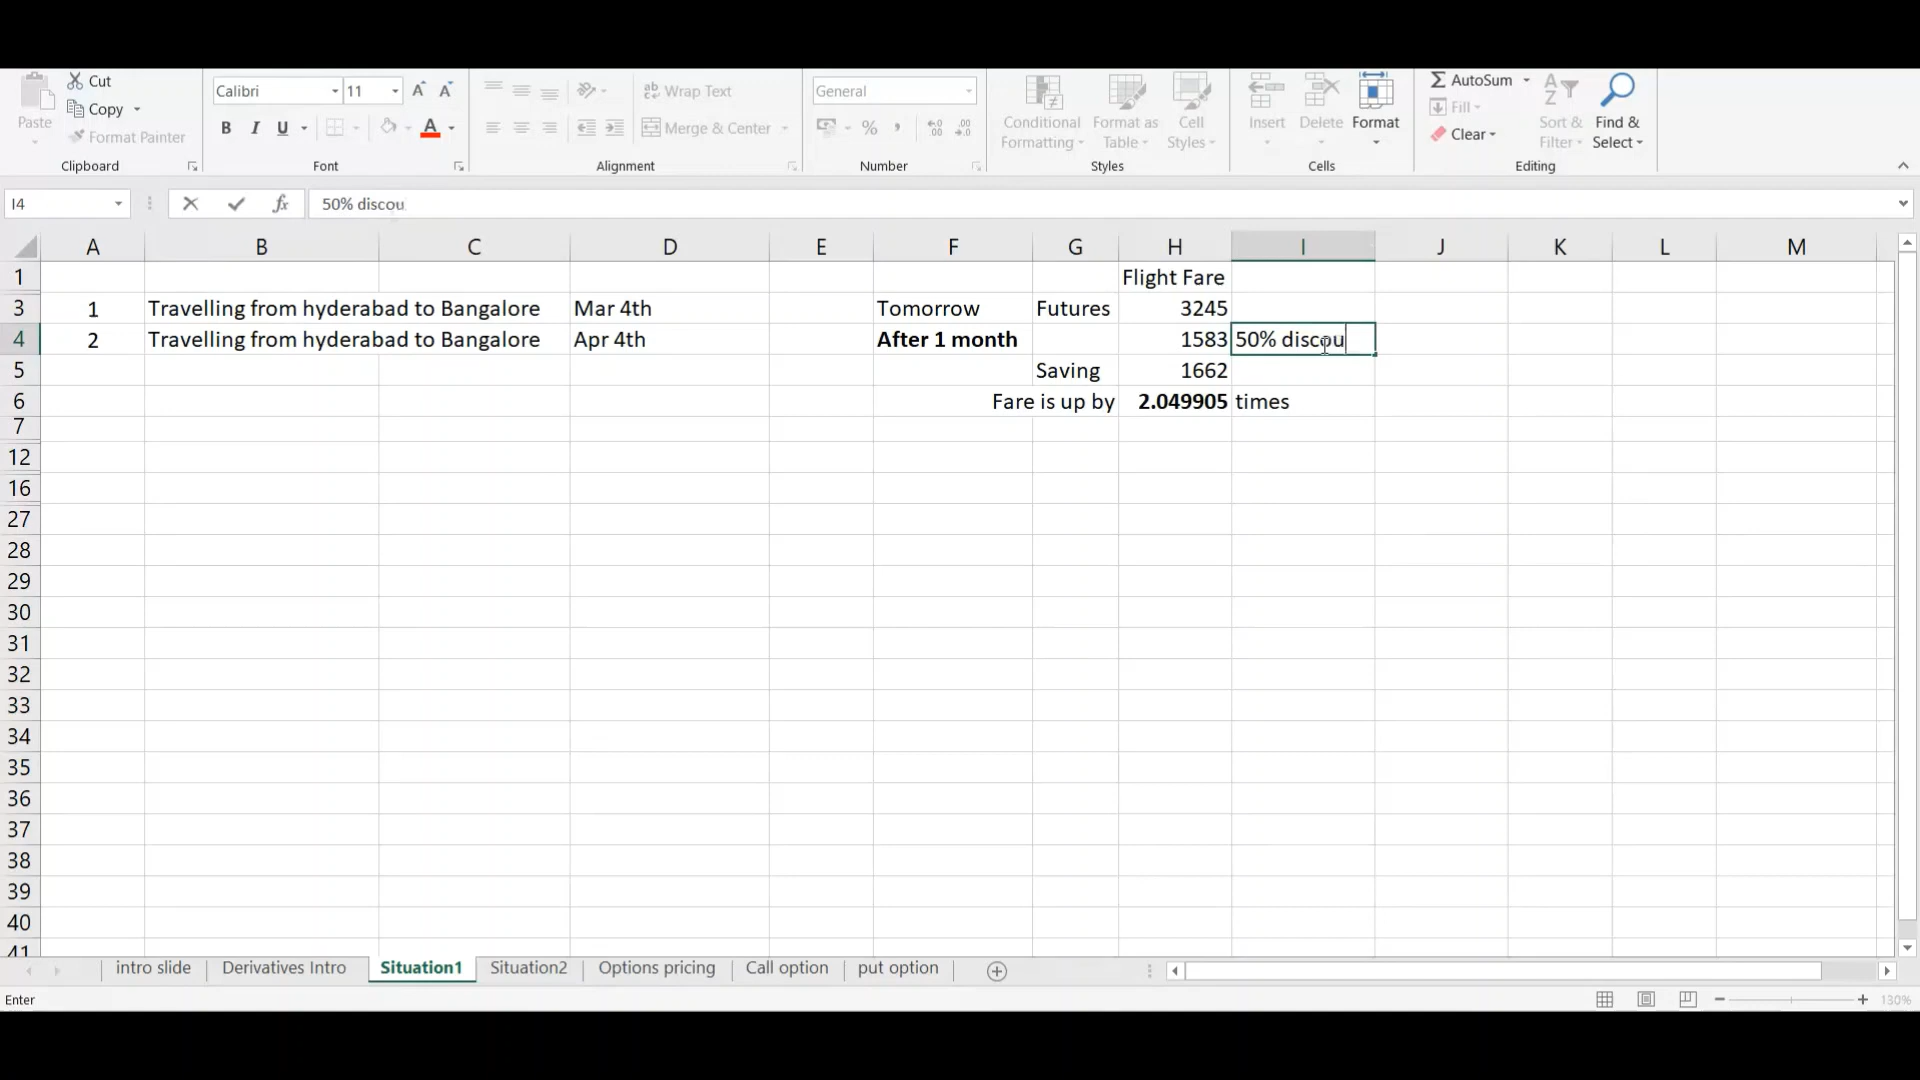 Cut
Copy
Format Painter
Paste
Clipboard
Calibri 11
B I U
Font
Wrap Text
Merge & Center
Alignment
General
%
Number
Conditional Formatting
Format as Table
Cell Styles
Styles
Insert
Delete
Format
Cells
AutoSum
Fill
Clear
Sort & Filter
Find & Select
Editing
I4 fx 50% discou
A B C D E F G H I J K L M
1 Flight Fare
3 1 Travelling from hyderabad to Bangalore Mar 4th Tomorrow Futures 3245
4 2 Travelling from hyderabad to Bangalore Apr 4th After 1 month 1583 50% discou
5 Saving 1662
6 Fare is up by 2.049905 times
7
12
16
27
28
29
30
31
32
33
34
35
36
37
38
39
40
41
intro slide Derivatives Intro Situation1 Situation2 Options pricing Call option put option
Enter 130%